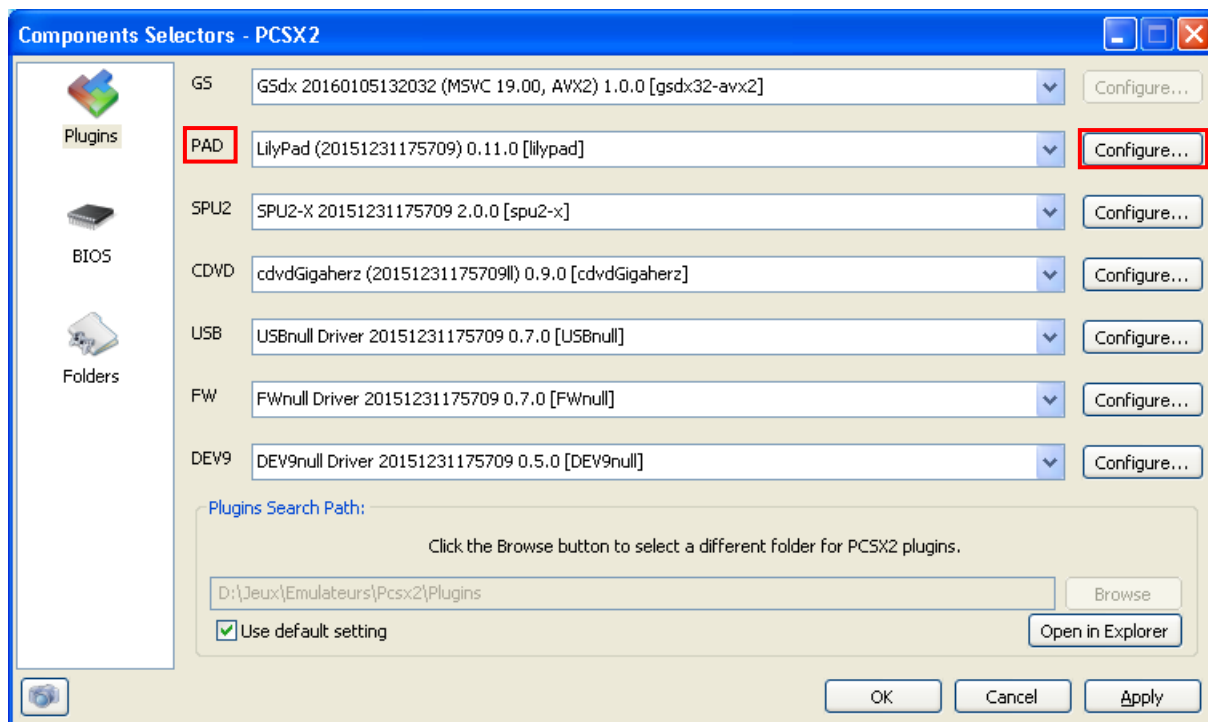 Components Selectors - PCSX2
Plugins
BIOS
Folders
GS GSdx 20160105132032 (MSVC 19.00, AVX2) 1.0.0 [gsdx32-avx2] Configure...
PAD LilyPad (20151231175709) 0.11.0 [lilypad] Configure...
SPU2 SPU2-X 20151231175709 2.0.0 [spu2-x] Configure...
CDVD cdvdGigaherz (20151231175709ll) 0.9.0 [cdvdGigaherz] Configure...
USB USBnull Driver 20151231175709 0.7.0 [USBnull] Configure...
FW FWnull Driver 20151231175709 0.7.0 [FWnull] Configure...
DEV9 DEV9null Driver 20151231175709 0.5.0 [DEV9null] Configure...
Plugins Search Path:
Click the Browse button to select a different folder for PCSX2 plugins.
D:\Jeux\Emulateurs\Pcsx2\Plugins Browse
Use default setting Open in Explorer
OK Cancel Apply